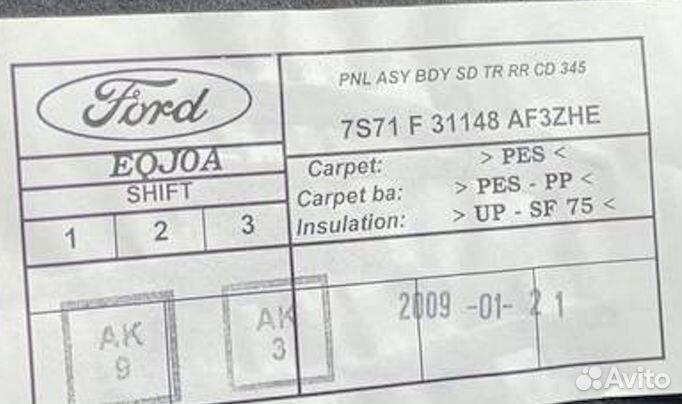 Ford
EQJOA
SHIFT
1 2 3
PNL ASY BDY SD TR RR CD 345
7S71 F 31148 AF3ZHE
Carpet: > PES <
Carpet ba: > PES - PP <
Insulation: > UP - SF 75 <
AK
9
AK
3
2009 -01- 21
Avito